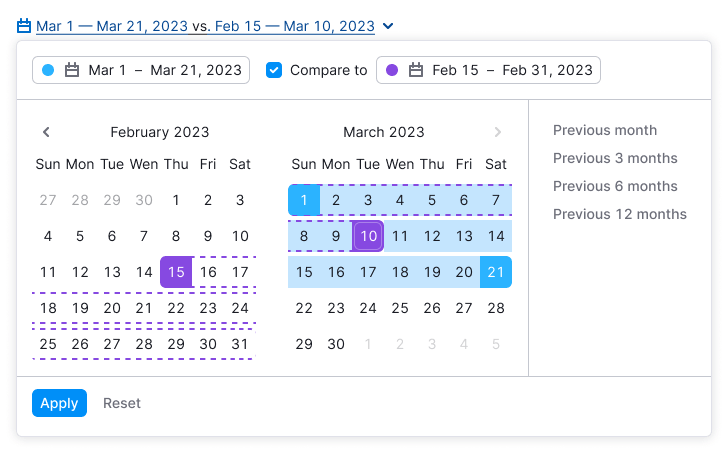 Mar 1 — Mar 21, 2023 vs. Feb 15 — Mar 10, 2023
Mar 1 – Mar 21, 2023 Compare to Feb 15 – Feb 31, 2023
February 2023
Sun Mon Tue Wen Thu Fri Sat
27 28 29 30 1 2 3
4 5 6 7 8 9 10
11 12 13 14 15 16 17
18 19 20 21 22 23 24
25 26 27 28 29 30 31
March 2023
Sun Mon Tue Wen Thu Fri Sat
1 2 3 4 5 6 7
8 9 10 11 12 13 14
15 16 17 18 19 20 21
22 23 24 25 26 27 28
29 30 1 2 3 4 5
Previous month
Previous 3 months
Previous 6 months
Previous 12 months
Apply Reset